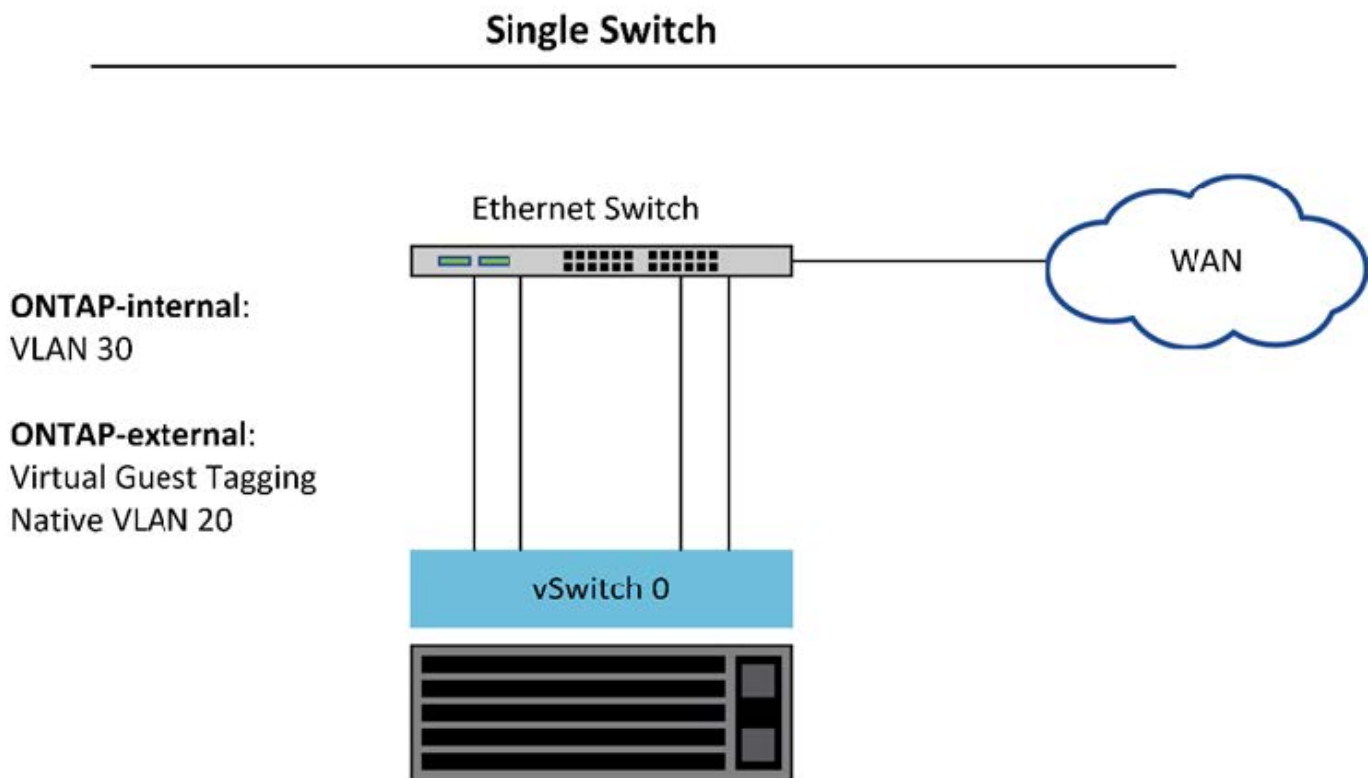 Single Switch
Ethernet Switch
WAN
ONTAP-internal:
VLAN 30
ONTAP-external:
Virtual Guest Tagging
Native VLAN 20
vSwitch 0